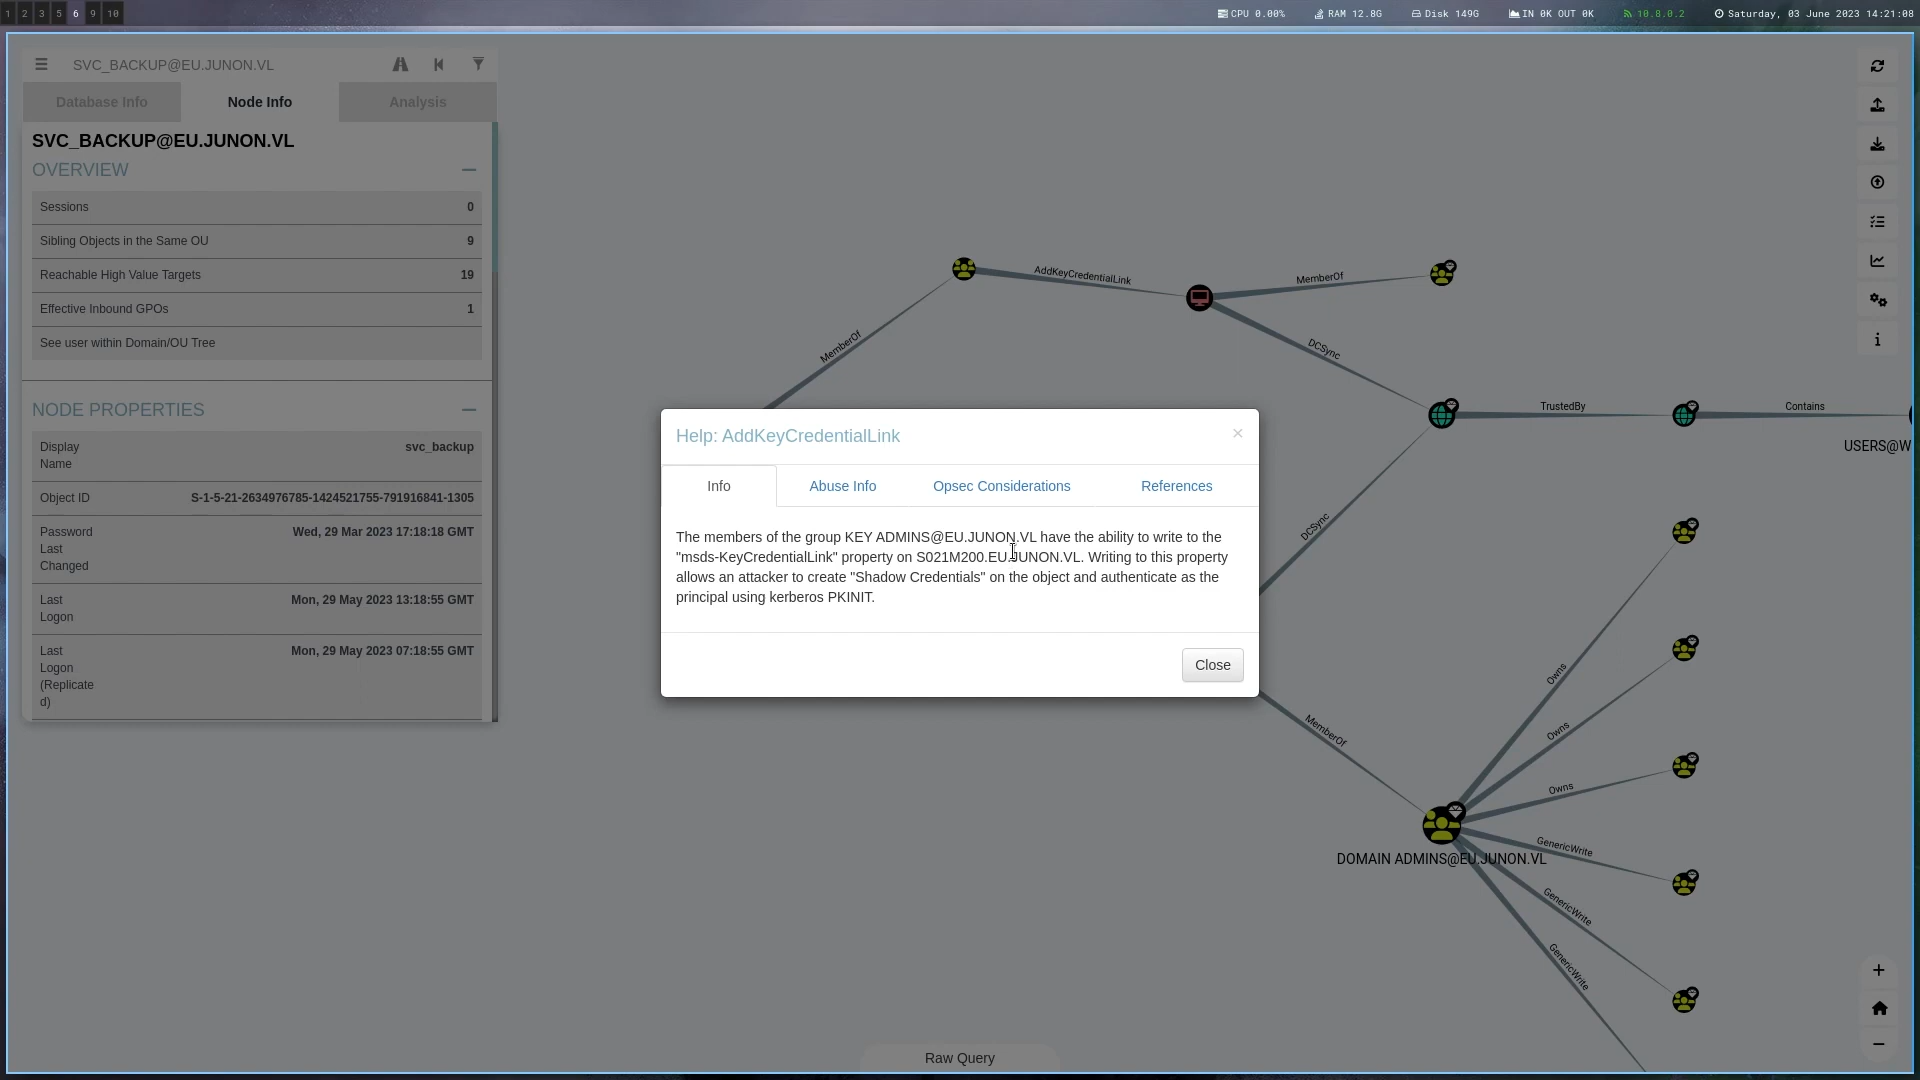 1 2 3 5 6 9 10
CPU 0.00% RAM 12.8G Disk 149G IN 0K OUT 0K 10.8.0.2 Saturday, 03 June 2023 14:21:08
SVC_BACKUP@EU.JUNON.VL
Database Info Node Info Analysis
SVC_BACKUP@EU.JUNON.VL
OVERVIEW
Sessions 0
Sibling Objects in the Same OU 9
Reachable High Value Targets 19
Effective Inbound GPOs 1
See user within Domain/OU Tree
NODE PROPERTIES
Display svc_backup
Name
Object ID S-1-5-21-2634976785-1424521755-791916841-1305
Password Wed, 29 Mar 2023 17:18:18 GMT
Last
Changed
Last Mon, 29 May 2023 13:18:55 GMT
Logon
Last Mon, 29 May 2023 07:18:55 GMT
Logon
(Replicate
d)
AddKeyCredentialLink
MemberOf
MemberOf
DCSync
TrustedBy
Contains
USERS@W
DCSync
Help: AddKeyCredentialLink ×
Info Abuse Info Opsec Considerations References
The members of the group KEY ADMINS@EU.JUNON.VL have the ability to write to the
"msds-KeyCredentialLink" property on S021M200.EU.JUNON.VL. Writing to this property
allows an attacker to create "Shadow Credentials" on the object and authenticate as the
principal using kerberos PKINIT.
Close
Owns
Owns
MemberOf
Owns
GenericWrite
DOMAIN ADMINS@EU.JUNON.VL
GenericWrite
GenericWrite
Raw Query